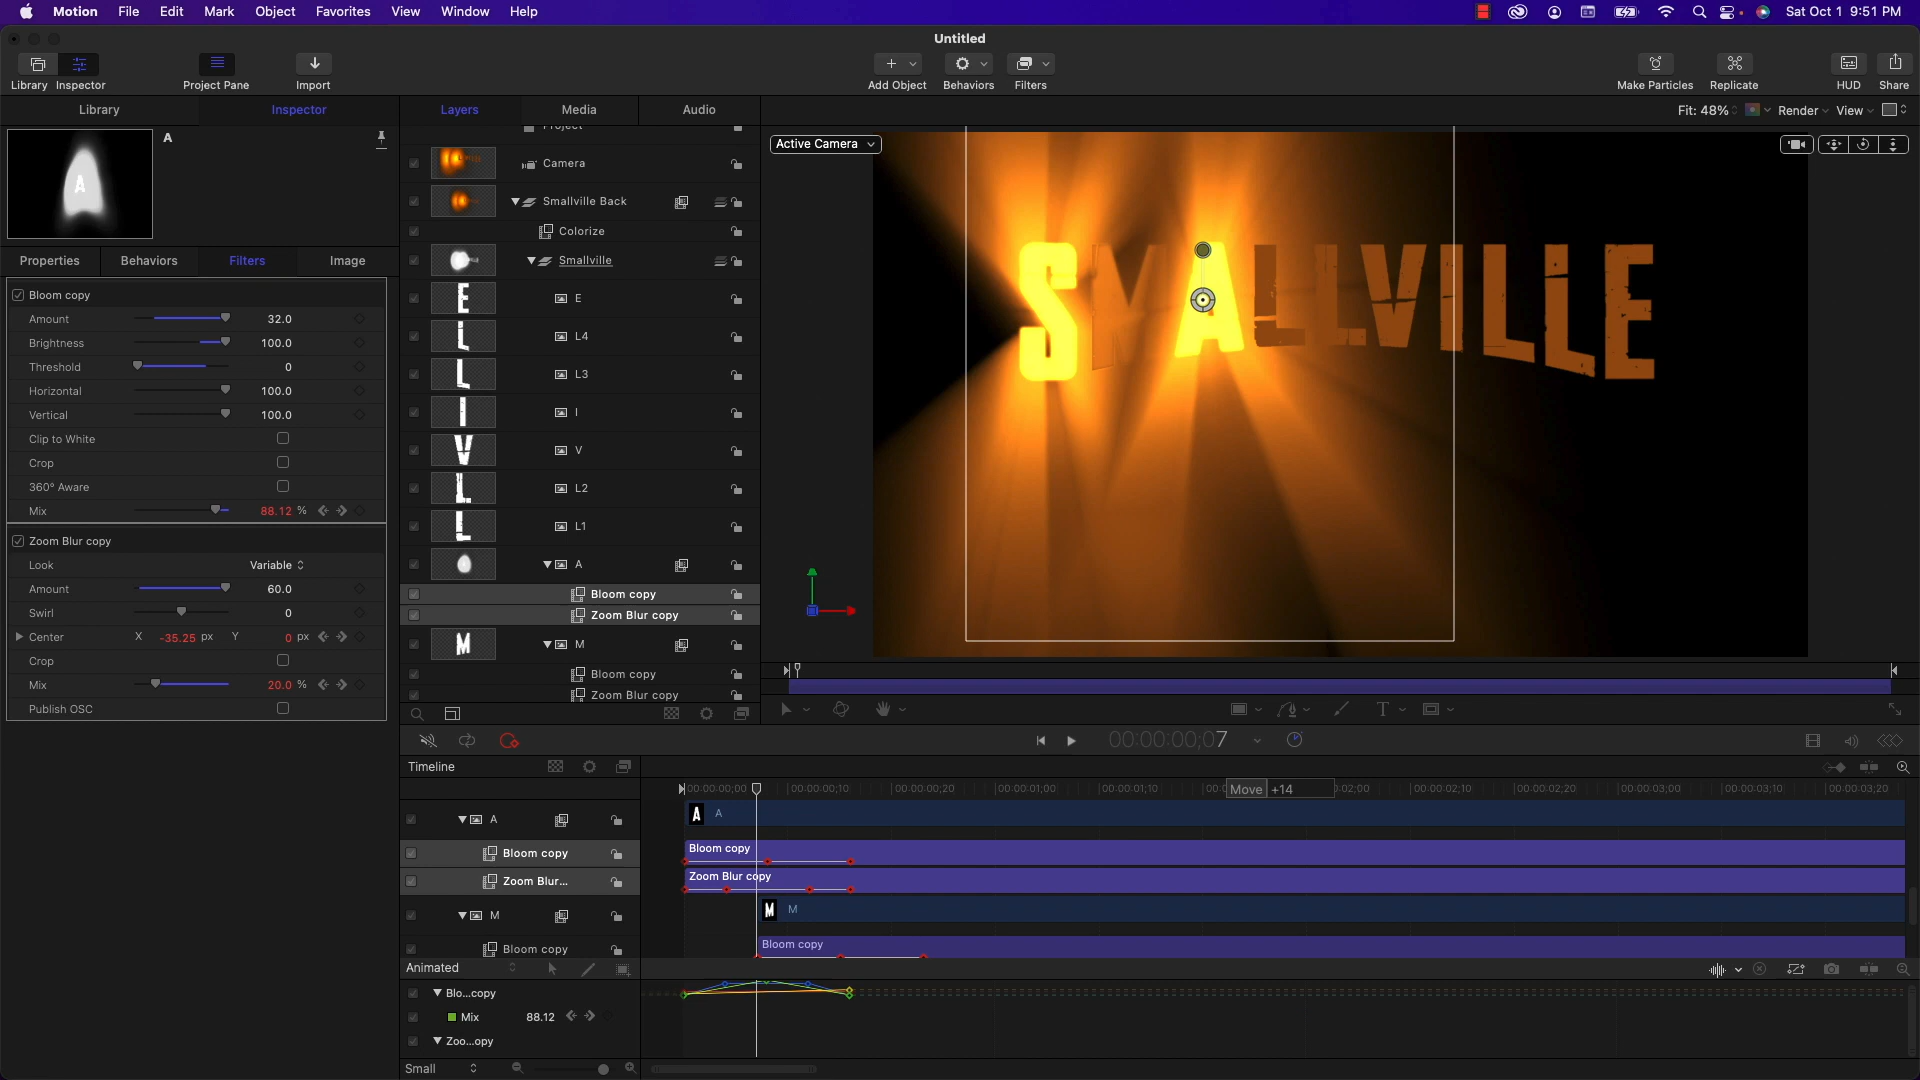 Motion File Edit Mark Object Favorites View Window Help Sat Oct 1 9:51 PM
Untitled
Library Inspector Project Pane Import Add Object Behaviors Filters Make Particles Replicate HUD Share
Library Inspector Layers Media Audio Fit: 48% Render View
A
Properties Behaviors Filters Image
Bloom copy
Amount 32.0
Brightness 100.0
Threshold 0
Horizontal 100.0
Vertical 100.0
Clip to White
Crop
360° Aware
Mix 88.12 %
Zoom Blur copy
Look Variable
Amount 60.0
Swirl 0
Center X -35.25 px Y 0 px
Crop
Mix 20.0 %
Publish OSC
Project
Camera
Smallville Back
Colorize
Smallville
E
L4
L3
I
V
L2
L1
A
Bloom copy
Zoom Blur copy
M
Bloom copy
Zoom Blur copy
Active Camera
SMALLVILLE
00:00:00;07
Timeline
00:00:00;00 00:00:00;10 00:00:00;20 00:00:01;00 00:00:01;10 Move +14 00:00:02;10 00:00:02;20 00:00:03;00 00:00:03;10 00:00:03;20
A A A
Bloom copy Bloom copy
Zoom Blur... Zoom Blur copy
M M M
Bloom copy Bloom copy
Animated
Blo...copy
Mix 88.12
Zoo...opy
Small